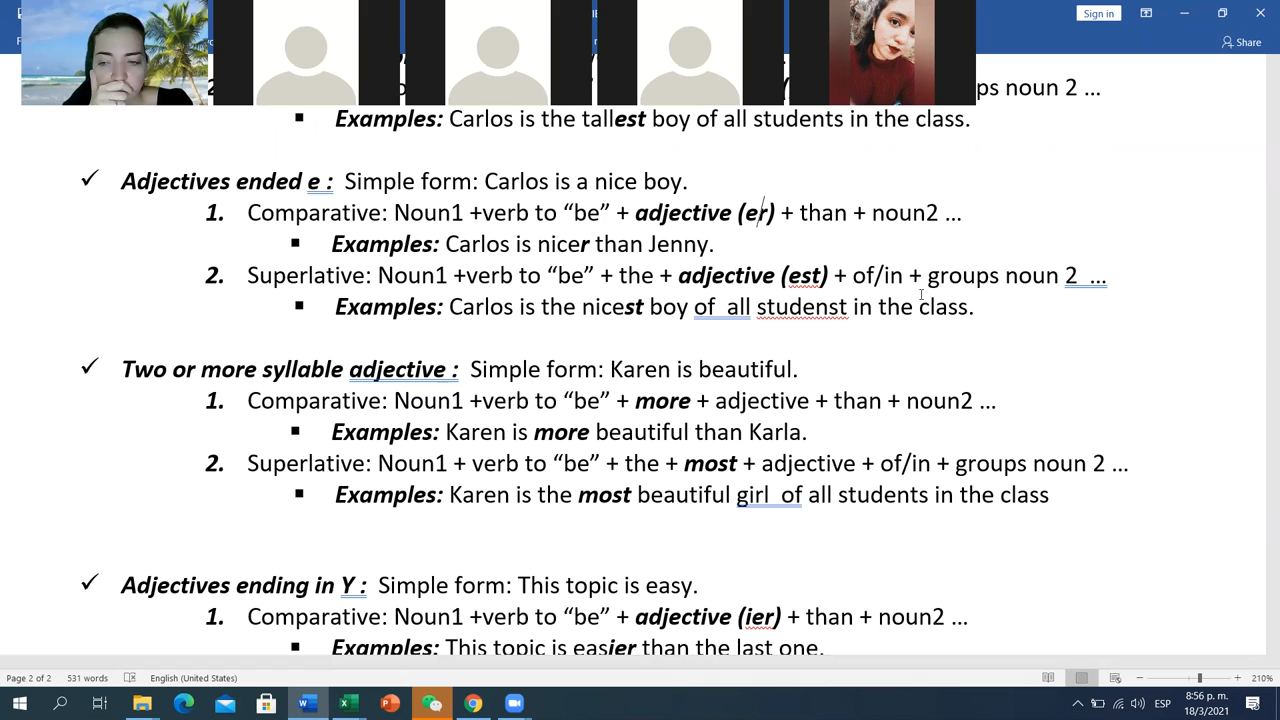 Sign in
Share
ps noun 2 ...
Examples: Carlos is the tallest boy of all students in the class.
Adjectives ended e : Simple form: Carlos is a nice boy.
1. Comparative: Noun1 +verb to “be” + adjective (er) + than + noun2 ...
Examples: Carlos is nicer than Jenny.
2. Superlative: Noun1 +verb to “be” + the + adjective (est) + of/in + groups noun 2 ...
Examples: Carlos is the nicest boy of all studenst in the class.
Two or more syllable adjective : Simple form: Karen is beautiful.
1. Comparative: Noun1 +verb to “be” + more + adjective + than + noun2 ...
Examples: Karen is more beautiful than Karla.
2. Superlative: Noun1 + verb to “be” + the + most + adjective + of/in + groups noun 2 ...
Examples: Karen is the most beautiful girl of all students in the class
Adjectives ending in Y : Simple form: This topic is easy.
1. Comparative: Noun1 +verb to “be” + adjective (ier) + than + noun2 ...
Examples: This topic is easier than the last one.
Page 2 of 2 531 words English (United States) 210%
ESP 8:56 p. m.
18/3/2021